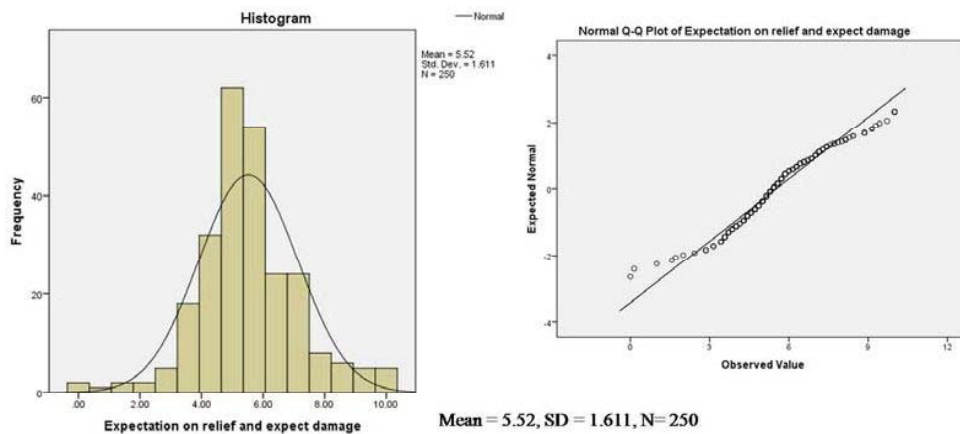 Histogram
Normal
Mean = 5.52
Std. Dev. = 1.611
N = 250
60
40
20
0
Frequency
.00 2.00 4.00 6.00 8.00 10.00
Expectation on relief and expect damage
Normal Q-Q Plot of Expectation on relief and expect damage
4
2
0
-2
-4
Expected Normal
0 3 6 9 12
Observed Value
Mean = 5.52, SD = 1.611, N= 250